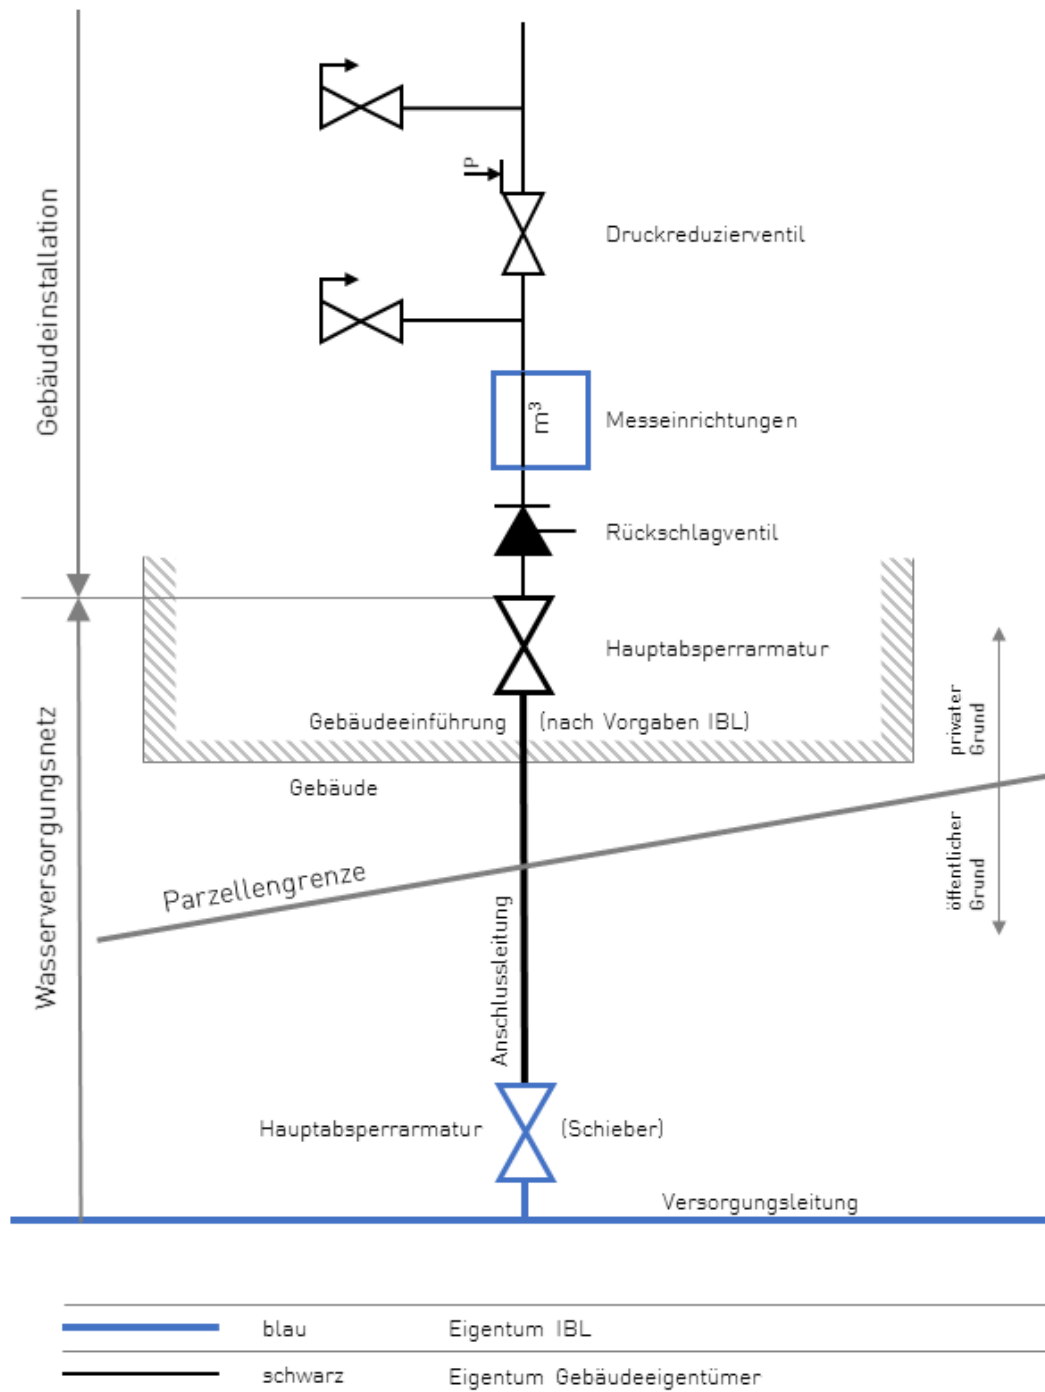 P
Druckreduzierventil
Gebäudeinstallation
m³
Messeinrichtungen
Rückschlagventil
Hauptabsperrarmatur
Gebäudeeinführung (nach Vorgaben IBL)
privater
Grund
Gebäude
Wasserversorgungsnetz
öffentlicher
Grund
Parzellengrenze
Anschlussleitung
Hauptabsperrarmatur (Schieber)
Versorgungsleitung
blau Eigentum IBL
schwarz Eigentum Gebäudeeigentümer